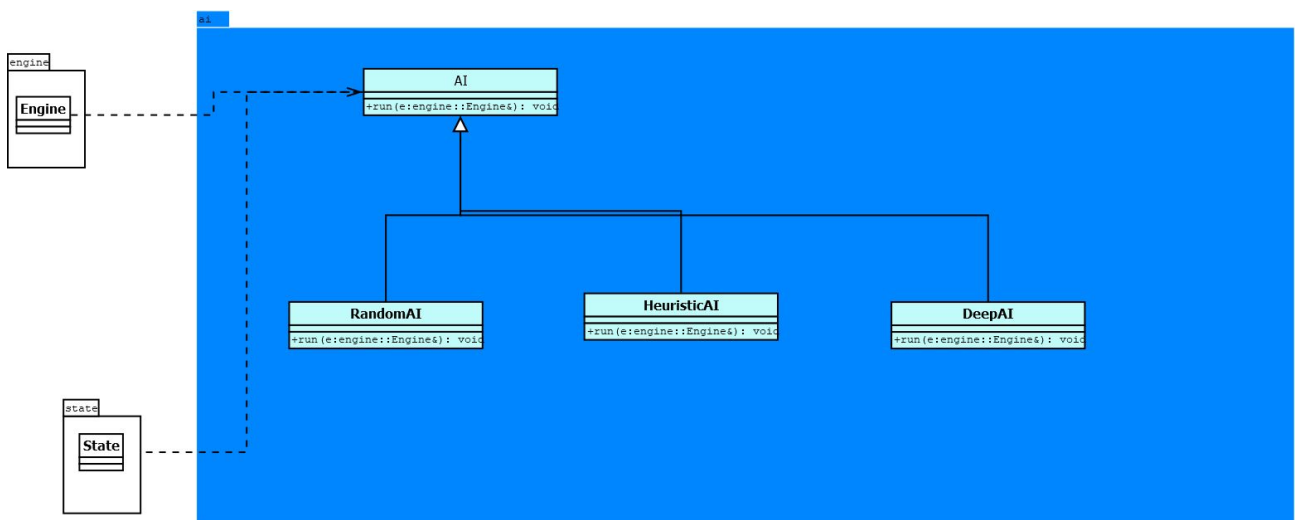 ai
engine
Engine
AI
+run(e:engine::Engine&): void
RandomAI
+run(e:engine::Engine&): void
HeuristicAI
+run(e:engine::Engine&): void
DeepAI
+run(e:engine::Engine&): void
state
State